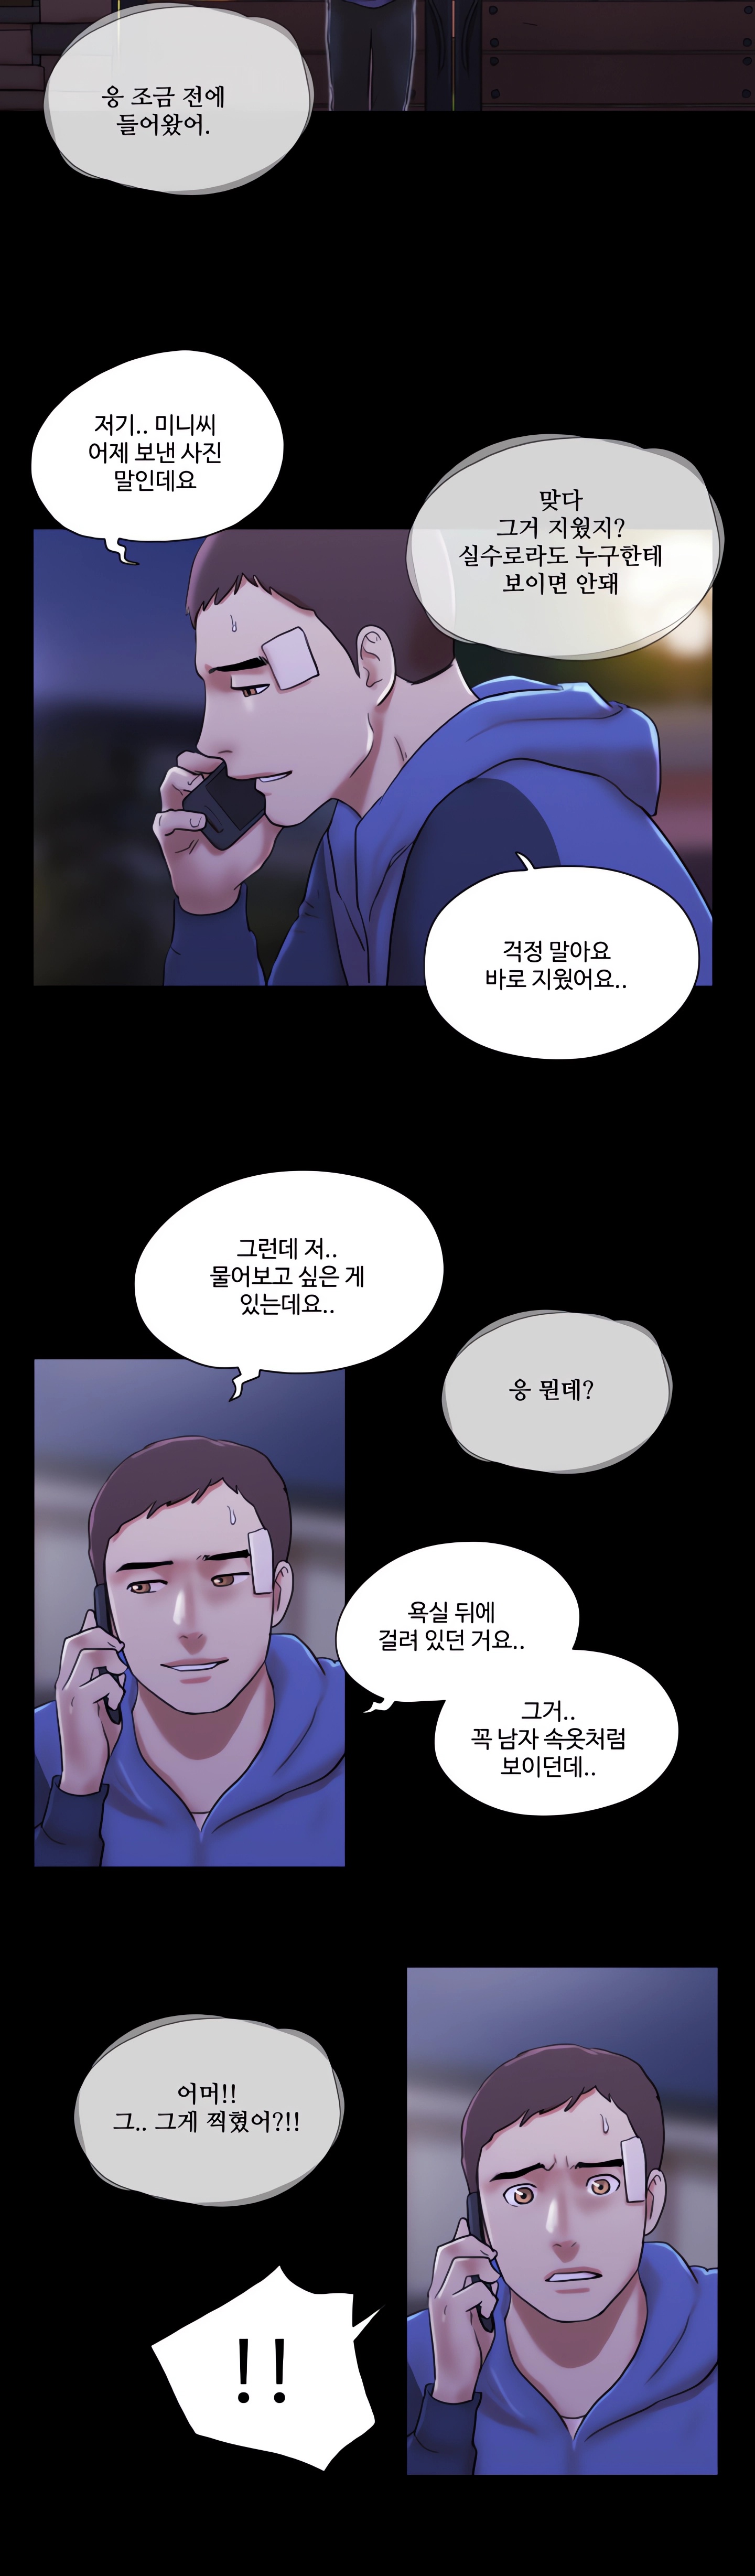 응 조금 전에
들어왔어.
저기.. 미니씨
어제 보낸 사진
말인데요
맞다
그거 지웠지?
실수로라도 누구한테
보이면 안돼
걱정 말아요
바로 지웠어요..
그런데 저..
물어보고 싶은 게
있는데요..
응 뭔데?
욕실 뒤에
걸려 있던 거요..
그거..
꼭 남자 속옷처럼
보이던데..
어머!!
그.. 그게 찍혔어?!!
!!